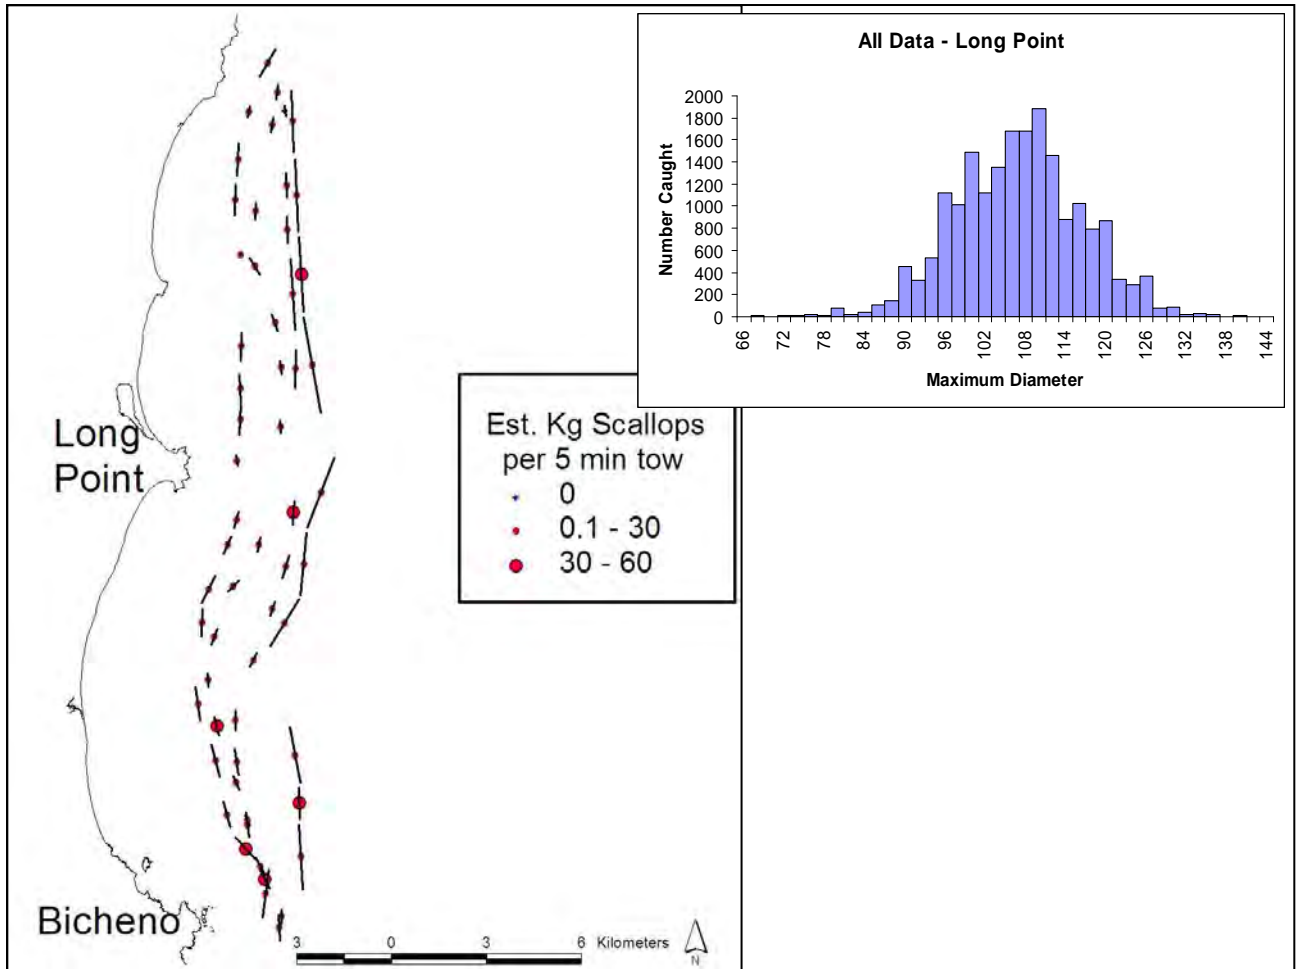 All Data - Long Point
Number Caught
2000
1800
1600
1400
1200
1000
800
600
400
200
0
66 72 78 84 90 96 102 108 114 120 126 132 138 144
Maximum Diameter
Long
Point
Est. Kg Scallops
per 5 min tow
0
0.1 - 30
30 - 60
Bicheno
3 0 3 6 Kilometers
N